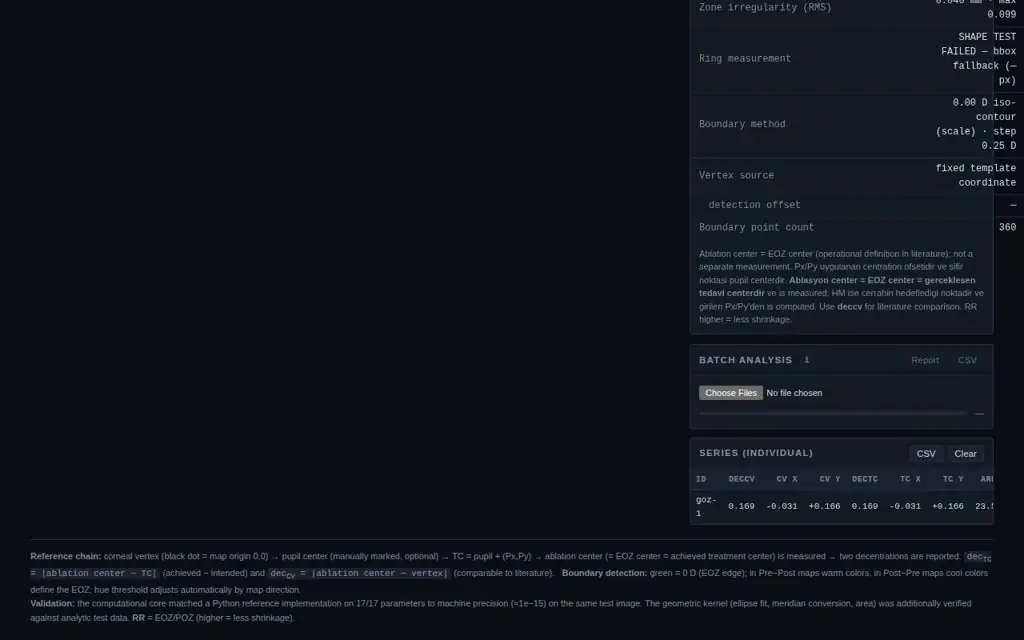 Zone irregularity (RMS)
0.040 mm · max
0.099
Ring measurement
SHAPE TEST
FAILED — bbox
fallback (—
px)
Boundary method
0.00 D iso-
contour
(scale) · step
0.25 D
Vertex source
fixed template
coordinate
detection offset
—
Boundary point count
360
Ablation center = EOZ center (operational definition in literature); not a
separate measurement. Px/Py uygulanan centration ofsetidir ve sifir
noktasi pupil centerdir. Ablasyon center = EOZ center = gerceklesen
tedavi centerdir ve is measured; HM ise cerrahin hedefledigi noktadir ve
girilen Px/Py'den is computed. Use deccv for literature comparison. RR
higher = less shrinkage.
BATCH ANALYSIS i Report CSV
Choose Files No file chosen
—
SERIES (INDIVIDUAL) CSV Clear
ID DECCV CV X CV Y DECTC TC X TC Y
goz-
1
0.169 -0.031 +0.166 0.169 -0.031 +0.166
Reference chain: corneal vertex (black dot = map origin 0,0) → pupil center (manually marked, optional) → TC = pupil + (Px,Py) → ablation center (= EOZ center = achieved treatment center) is measured → two decentrations are reported: decTC
= |ablation center − TC| (achieved − intended) and decCV = |ablation center − vertex| (comparable to literature). Boundary detection: green = 0 D (EOZ edge); in Pre−Post maps warm colors, in Post−Pre maps cool colors
define the EOZ; hue threshold adjusts automatically by map direction.
Validation: the computational core matched a Python reference implementation on 17/17 parameters to machine precision (≈1e−15) on the same test image. The geometric kernel (ellipse fit, meridian conversion, area) was additionally verified
against analytic test data. RR = EOZ/POZ (higher = less shrinkage).